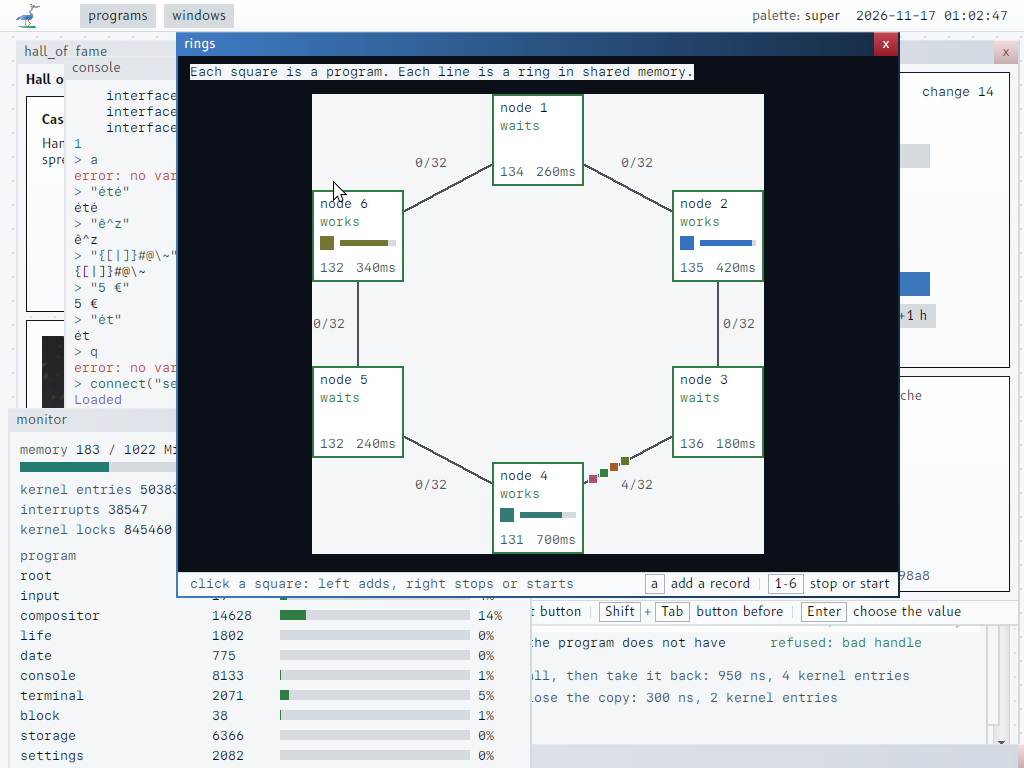 programs windows palette: super 2026-11-17 01:02:47
hall_of fame
console
rings
x
x
Each square is a program. Each line is a ring in shared memory.
Hall o
interface
interface
interface
1
> a
error: no var
> "été"
été
> "ê^z"
ê^z
> "{[[|]}#@\~"
{[[|]}#@\~
> "5 €"
5 €
> "ét"
ét
> q
error: no var
> connect("se
Loaded
Cas
Han
spre
node 1
waits
134 260ms
0/32
0/32
node 6
works
132 340ms
node 2
works
135 420ms
0/32
0/32
node 5
waits
132 240ms
node 3
waits
136 180ms
0/32
4/32
node 4
works
131 700ms
click a square: left adds, right stops or starts a add a record 1-6 stop or start
change 14
+1 h
che
98a8
monitor
memory 183 / 1022 Mi
kernel entries 50383
interrupts 38547
kernel locks 845460
program
root
input
compositor 14628 14%
life 1802 0%
date 775 0%
console 8133 1%
terminal 2071 5%
block 38 1%
storage 6366 0%
settings 2082 0%
t button Shift + Tab button before Enter choose the value
the program does not have refused: bad handle
all, then take it back: 950 ns, 4 kernel entries
lose the copy: 300 ns, 2 kernel entries